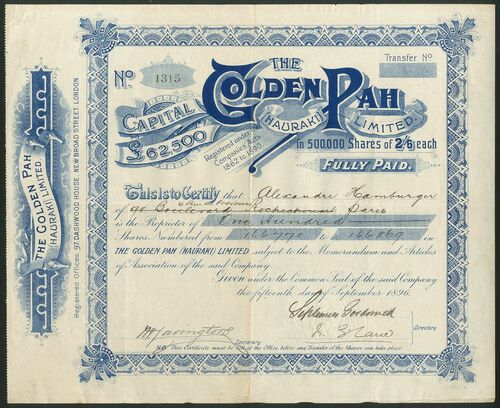 THE
GOLDEN PAH
(HAURAKI) LIMITED.
No. 1315
Transfer No
CAPITAL
£62500
Registered under
Companies Acts
1862 to 1890.
in 500000 Shares of 2/6 each
FULLY PAID.
This is to Certify that Alexandre Hamburger
of 98 Boulevard Rochechouart Paris
is the Proprietor of One Hundred
Shares Numbered from 166770 to 166869 in
THE GOLDEN PAH (HAURAKI) LIMITED subject to the Memorandum and Articles
of Association of the said Company
Given under the Common Seal of the said Company
the fifteenth day of September 1896.
Directors
Secretary
N.B. This Certificate must be left at the Office before any Transfer of the Shares can take place
THE GOLDEN PAH
(HAURAKI) LIMITED.
Registered Offices. 97, DASHWOOD HOUSE. NEW BROAD STREET. LONDON